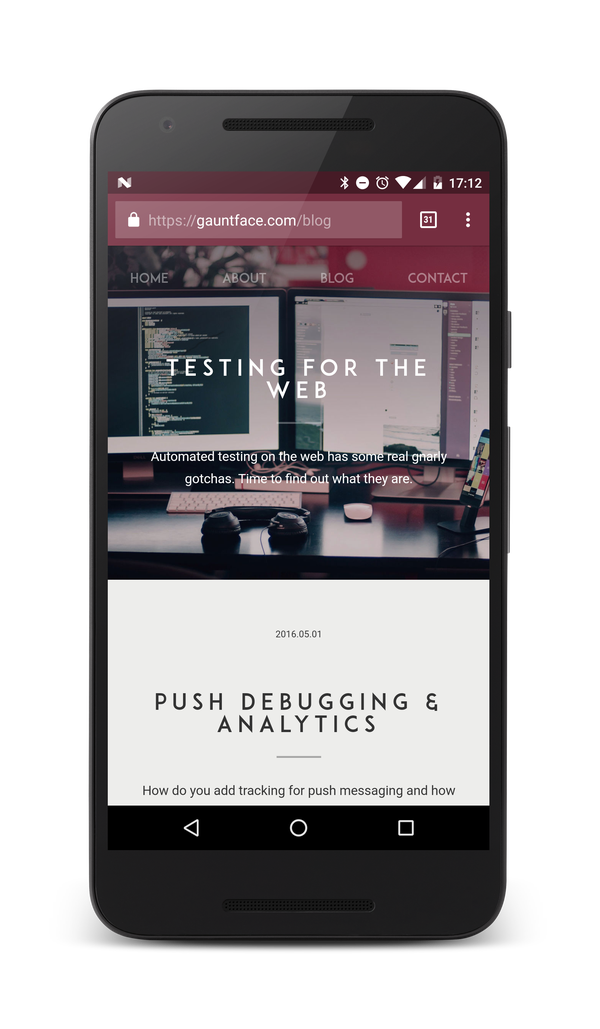 17:12
https://gauntface.com/blog
31
HOME ABOUT BLOG CONTACT
TESTING FOR THE
WEB
Automated testing on the web has some real gnarly
gotchas. Time to find out what they are.
2016.05.01
PUSH DEBUGGING &
ANALYTICS
How do you add tracking for push messaging and how